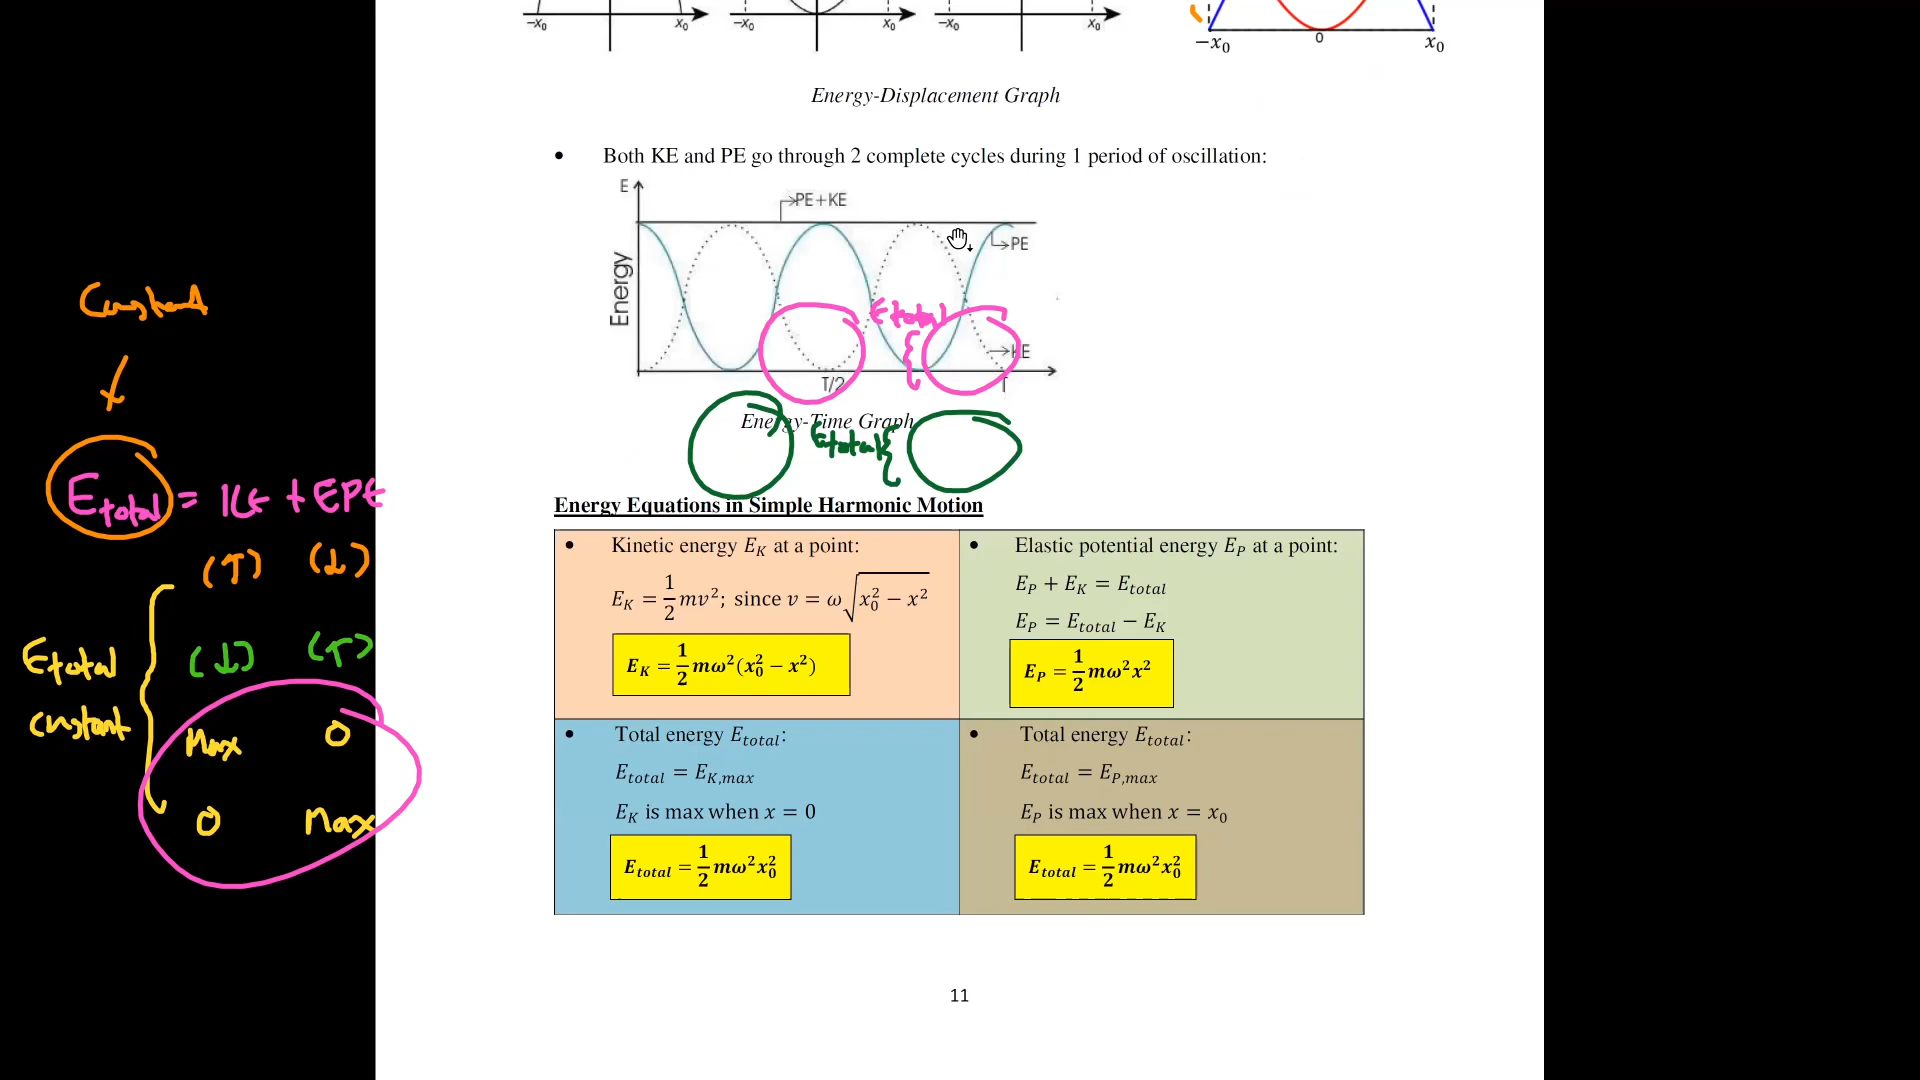 −x₀ x₀ −x₀ x₀ −x₀ x₀ −x₀ 0 x₀
Energy-Displacement Graph
• Both KE and PE go through 2 complete cycles during 1 period of oscillation:
E
PE+KE
PE
Energy
KE
T/2
T
Etotal
Energy-Time Graph
Etotal
Constant
Etotal = KE + EPE
(↑) (↓)
(↓) (↑)
Etotal
cnstant
Max 0
0 Max
Energy Equations in Simple Harmonic Motion
• Kinetic energy E_K at a point:
E_K = 1/2 mv²; since v = ω√(x₀² − x²)
E_K = 1/2 mω²(x₀² − x²)
• Elastic potential energy E_P at a point:
E_P + E_K = E_total
E_P = E_total − E_K
E_P = 1/2 mω²x²
• Total energy E_total:
E_total = E_K,max
E_K is max when x = 0
E_total = 1/2 mω²x₀²
• Total energy E_total:
E_total = E_P,max
E_P is max when x = x₀
E_total = 1/2 mω²x₀²
11